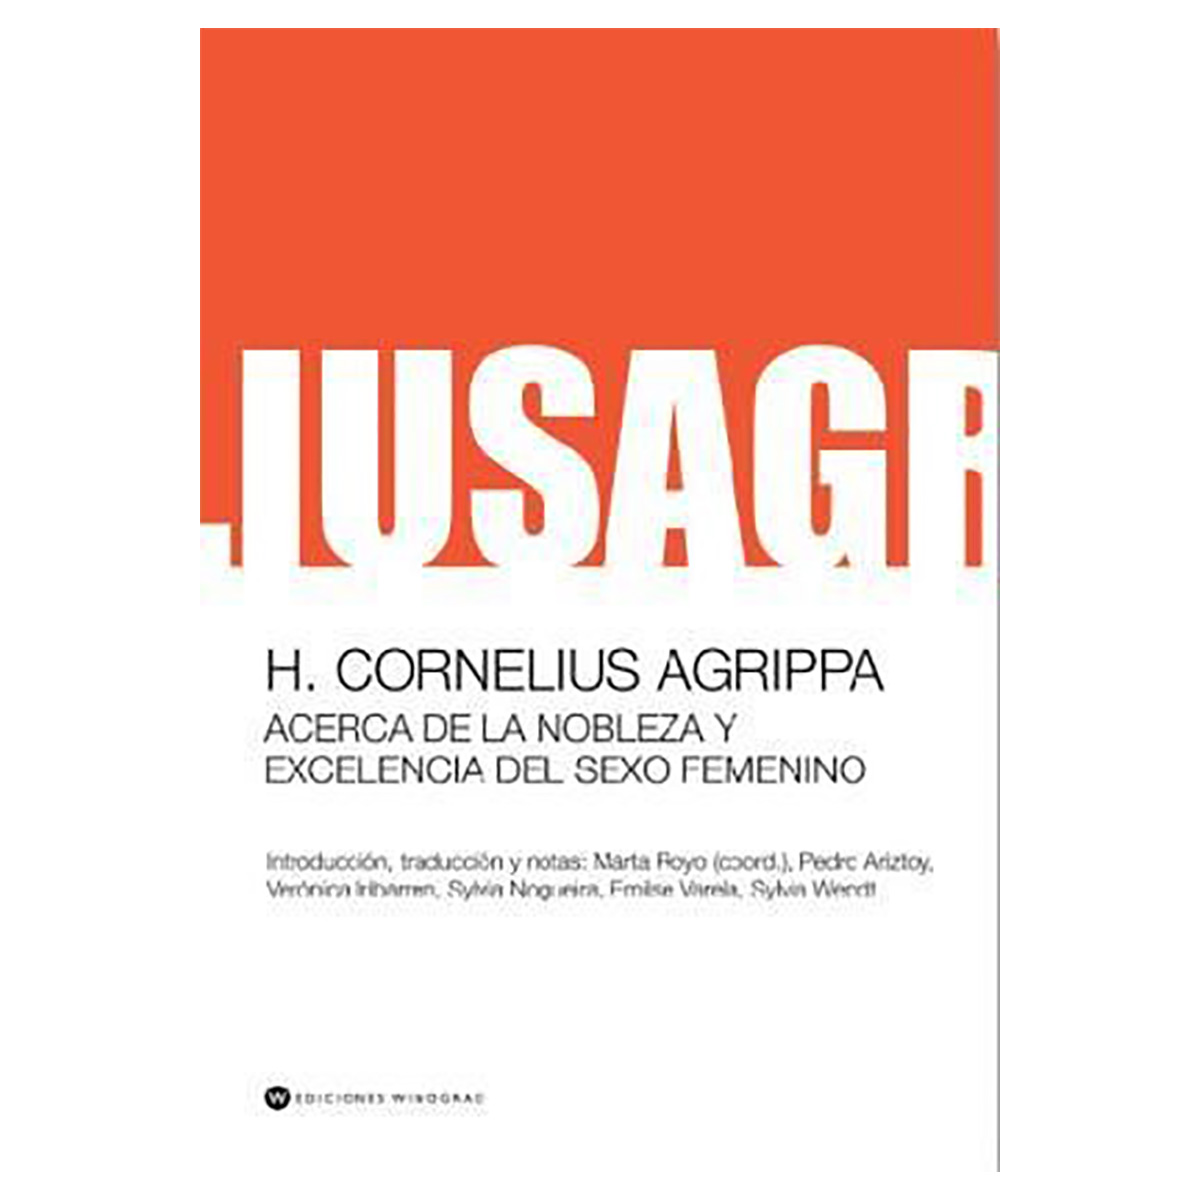 LIUSAGR
H. CORNELIUS AGRIPPA
ACERCA DE LA NOBLEZA Y
EXCELENCIA DEL SEXO FEMENINO
Introducción, traducción y notas: Marta Royo (coord.), Pedro Ariztoy,
Verónica Iribarren, Sylvia Nogueira, Emilse Varela, Sylvia Wendt
W EDICIONES WINOGRAD